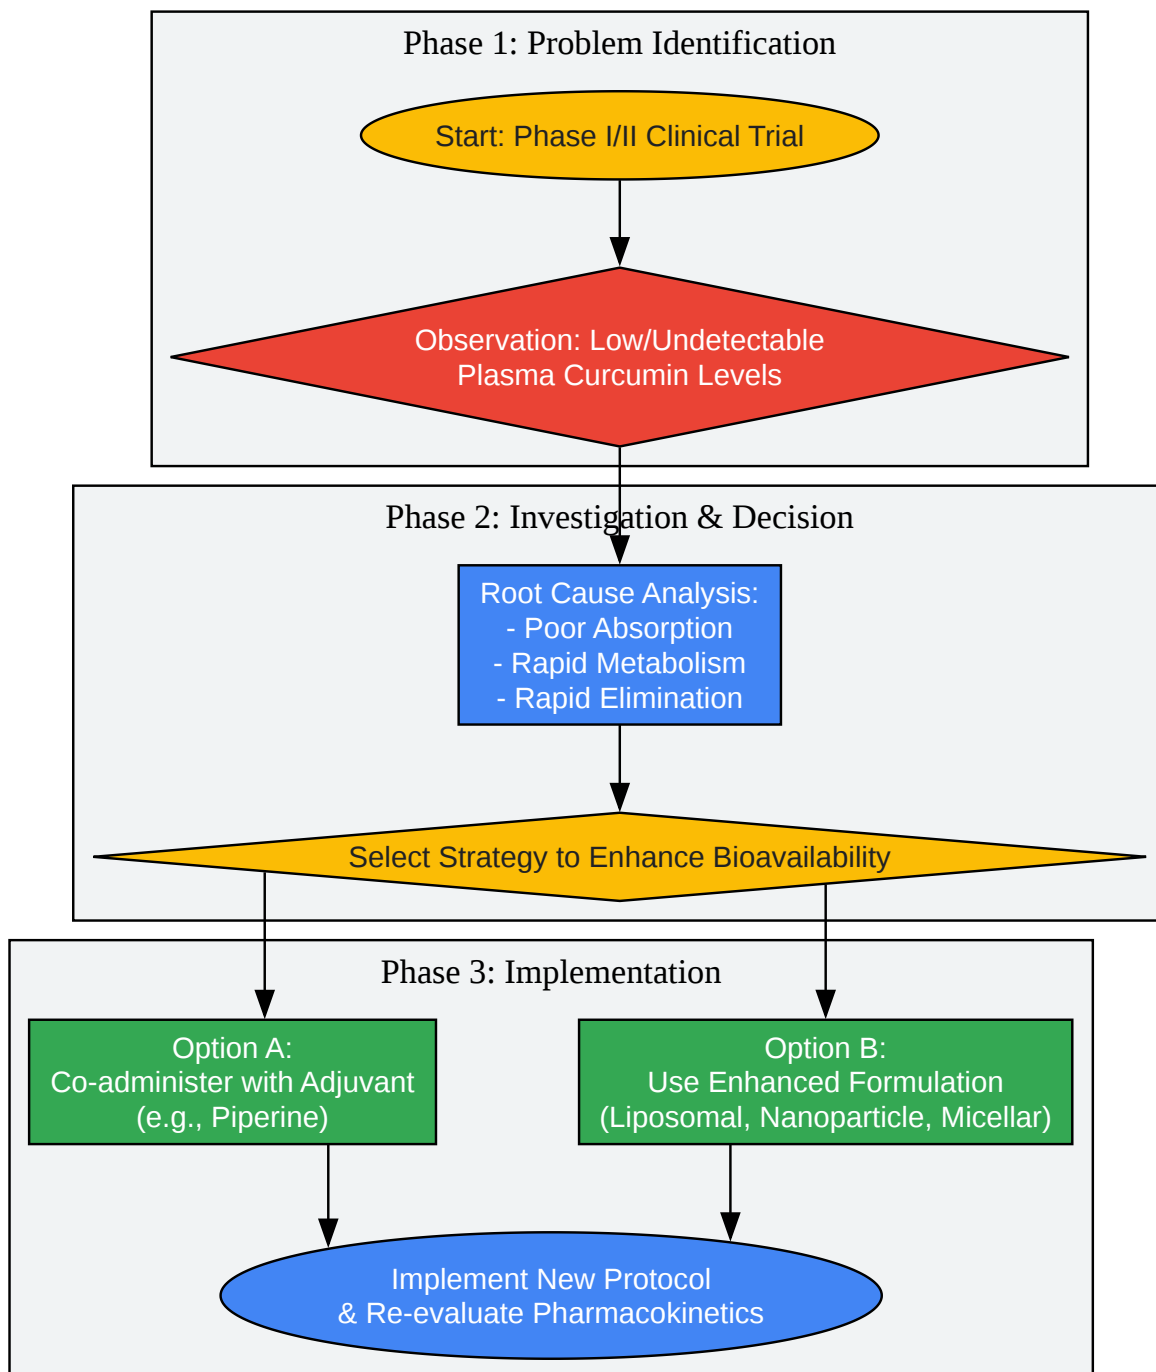 Phase 1: Problem Identification
Start: Phase I/II Clinical Trial
Observation: Low/Undetectable
Plasma Curcumin Levels
Phase 2: Investigation & Decision
Root Cause Analysis:
- Poor Absorption
- Rapid Metabolism
- Rapid Elimination
Select Strategy to Enhance Bioavailability
Phase 3: Implementation
Option A:
Co-administer with Adjuvant
(e.g., Piperine)
Option B:
Use Enhanced Formulation
(Liposomal, Nanoparticle, Micellar)
Implement New Protocol
& Re-evaluate Pharmacokinetics